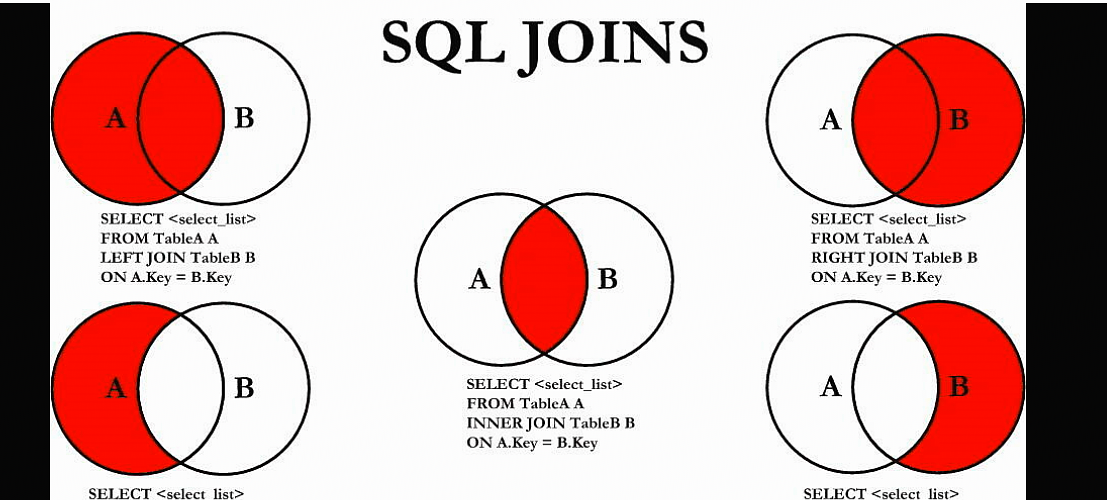 SQL JOINS
A B
SELECT <select_list>
FROM TableA A
LEFT JOIN TableB B
ON A.Key = B.Key
A B
SELECT <select_list>
FROM TableA A
RIGHT JOIN TableB B
ON A.Key = B.Key
A B
SELECT <select_list>
FROM TableA A
INNER JOIN TableB B
ON A.Key = B.Key
A B
SELECT <select_list>
A B
SELECT <select_list>